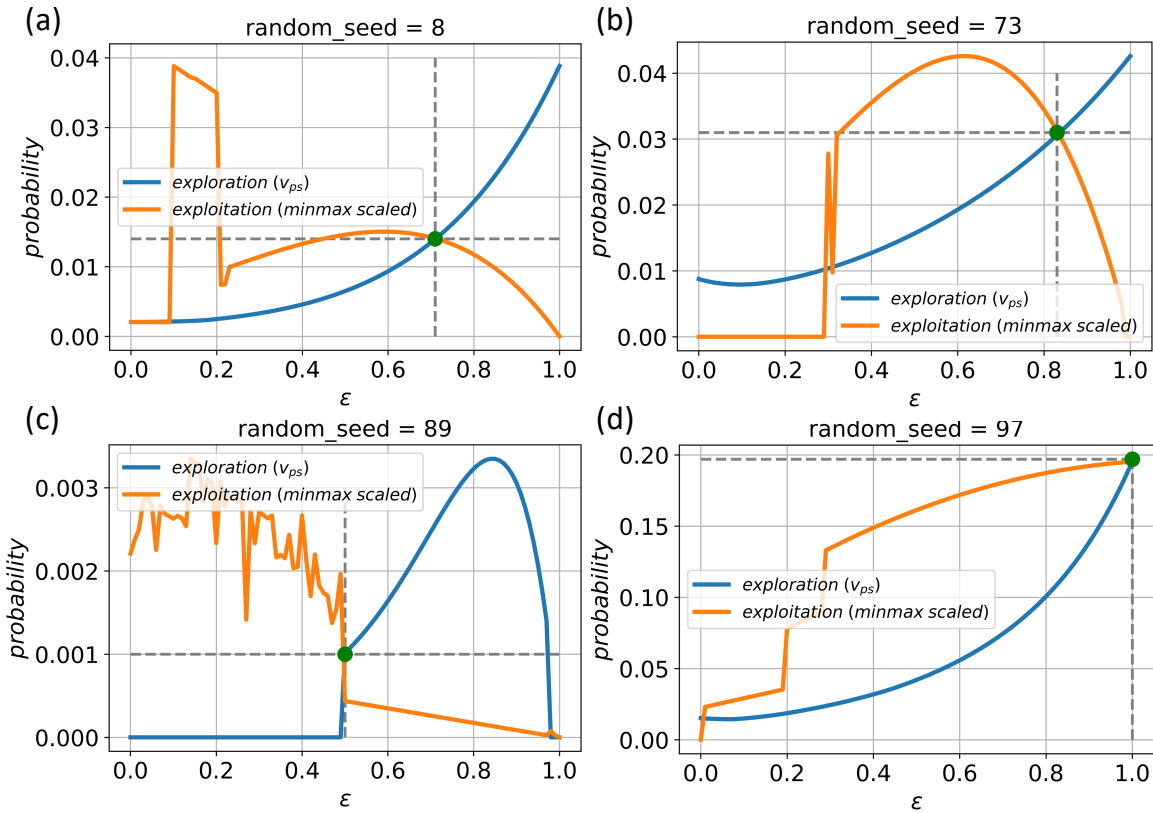 (a)
random_seed = 8
probability
0.04
0.03
0.02
0.01
0.00
exploration (v_ps)
exploitation (minmax scaled)
0.0 0.2 0.4 0.6 0.8 1.0
ε
(b)
random_seed = 73
probability
0.04
0.03
0.02
0.01
0.00
exploration (v_ps)
exploitation (minmax scaled)
0.0 0.2 0.4 0.6 0.8 1.0
ε
(c)
random_seed = 89
probability
0.003
0.002
0.001
0.000
exploration (v_ps)
exploitation (minmax scaled)
0.0 0.2 0.4 0.6 0.8 1.0
ε
(d)
random_seed = 97
probability
0.20
0.15
0.10
0.05
0.00
exploration (v_ps)
exploitation (minmax scaled)
0.0 0.2 0.4 0.6 0.8 1.0
ε